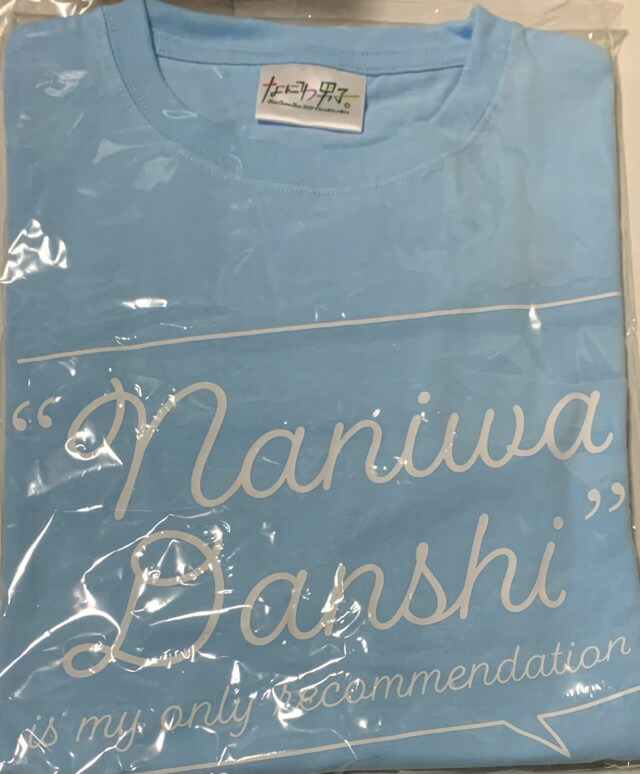 なにわ男子
“Naniwa
Danshi”
is my only recommendation